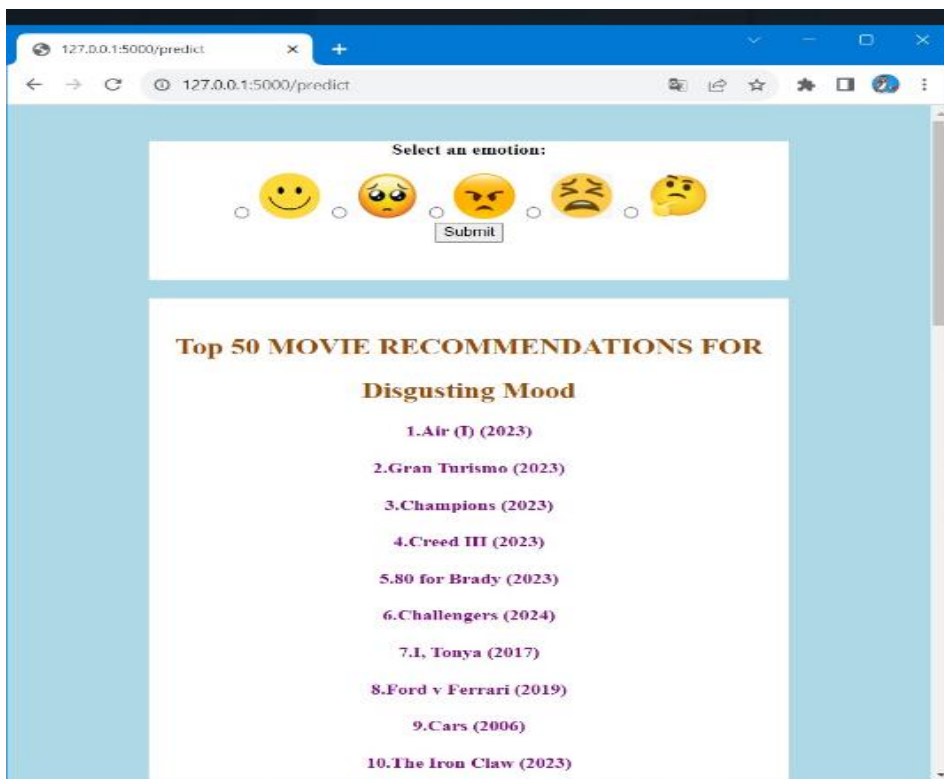 127.0.0.1:5000/predict
127.0.0.1:5000/predict
Select an emotion:
Submit
Top 50 MOVIE RECOMMENDATIONS FOR
Disgusting Mood
1.Air (I) (2023)
2.Gran Turismo (2023)
3.Champions (2023)
4.Creed III (2023)
5.80 for Brady (2023)
6.Challengers (2024)
7.I, Tonya (2017)
8.Ford v Ferrari (2019)
9.Cars (2006)
10.The Iron Claw (2023)